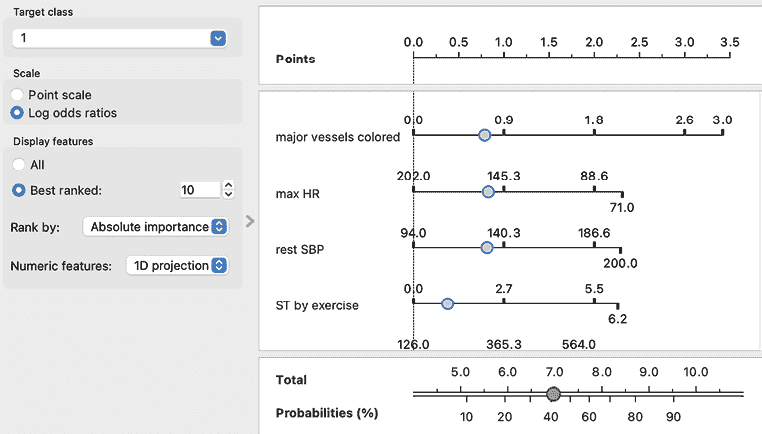 Target class
1
Scale
Point scale
Log odds ratios
Display features
All
Best ranked: 10
Rank by: Absolute importance
Numeric features: 1D projection
Points 0.0 0.5 1.0 1.5 2.0 2.5 3.0 3.5
major vessels colored 0.0 0.9 1.8 2.6 3.0
max HR 202.0 145.3 88.6
71.0
rest SBP 94.0 140.3 186.6
200.0
ST by exercise 0.0 2.7 5.5
6.2
126.0 365.3 564.0
Total 5.0 6.0 7.0 8.0 9.0 10.0
Probabilities (%) 10 20 40 60 80 90